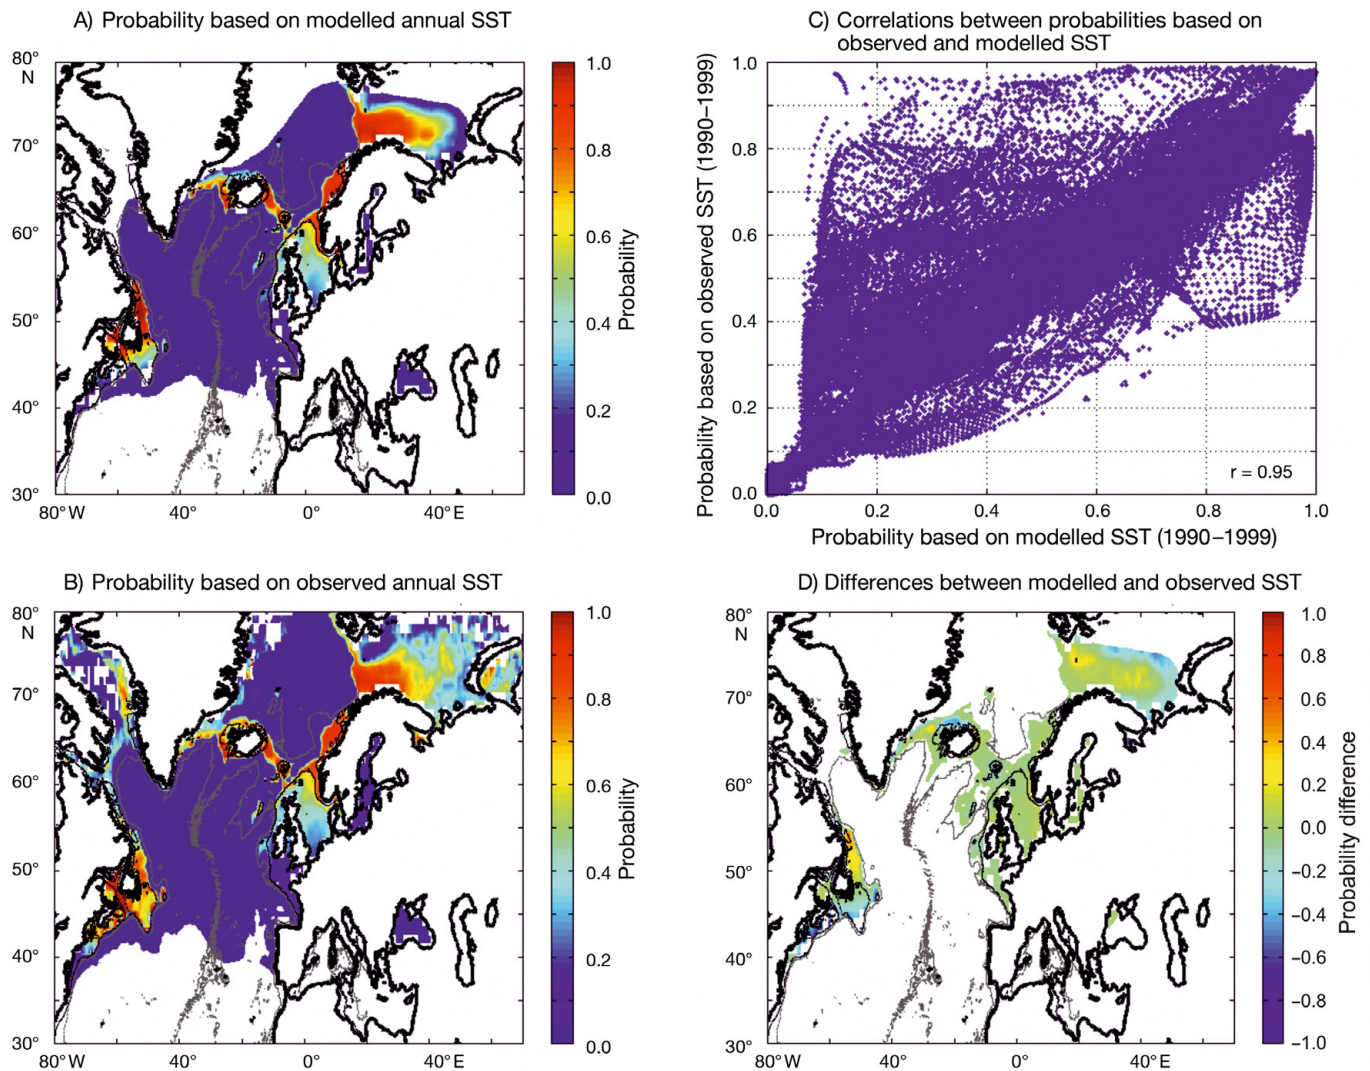 A) Probability based on modelled annual SST
80°
N
70°
60°
50°
40°
30°
80°W
40°
0°
40°E
1.0
0.8
0.6
0.4
0.2
0.0
Probability
C) Correlations between probabilities based on
observed and modelled SST
Probability based on observed SST (1990–1999)
1.0
0.8
0.6
0.4
0.2
0.0
r = 0.95
0.0
0.2
0.4
0.6
0.8
1.0
Probability based on modelled SST (1990–1999)
B) Probability based on observed annual SST
80°
N
70°
60°
50°
40°
30°
80°W
40°
0°
40°E
1.0
0.8
0.6
0.4
0.2
0.0
Probability
D) Differences between modelled and observed SST
80°
N
70°
60°
50°
40°
30°
80°W
40°
0°
40°E
1.0
0.8
0.6
0.4
0.2
0.0
−0.2
−0.4
−0.6
−0.8
−1.0
Probability difference